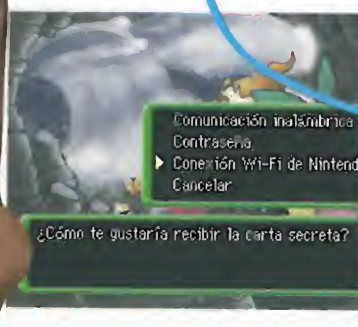 Comunicación inalámbrica
Contraseña
Conexión Wi-Fi de Nintend
Cancelar
¿Cómo te gustaría recibir la carta secreta?